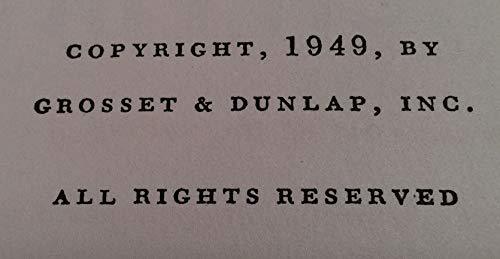 COPYRIGHT, 1949, BY
GROSSET & DUNLAP, INC.
ALL RIGHTS RESERVED